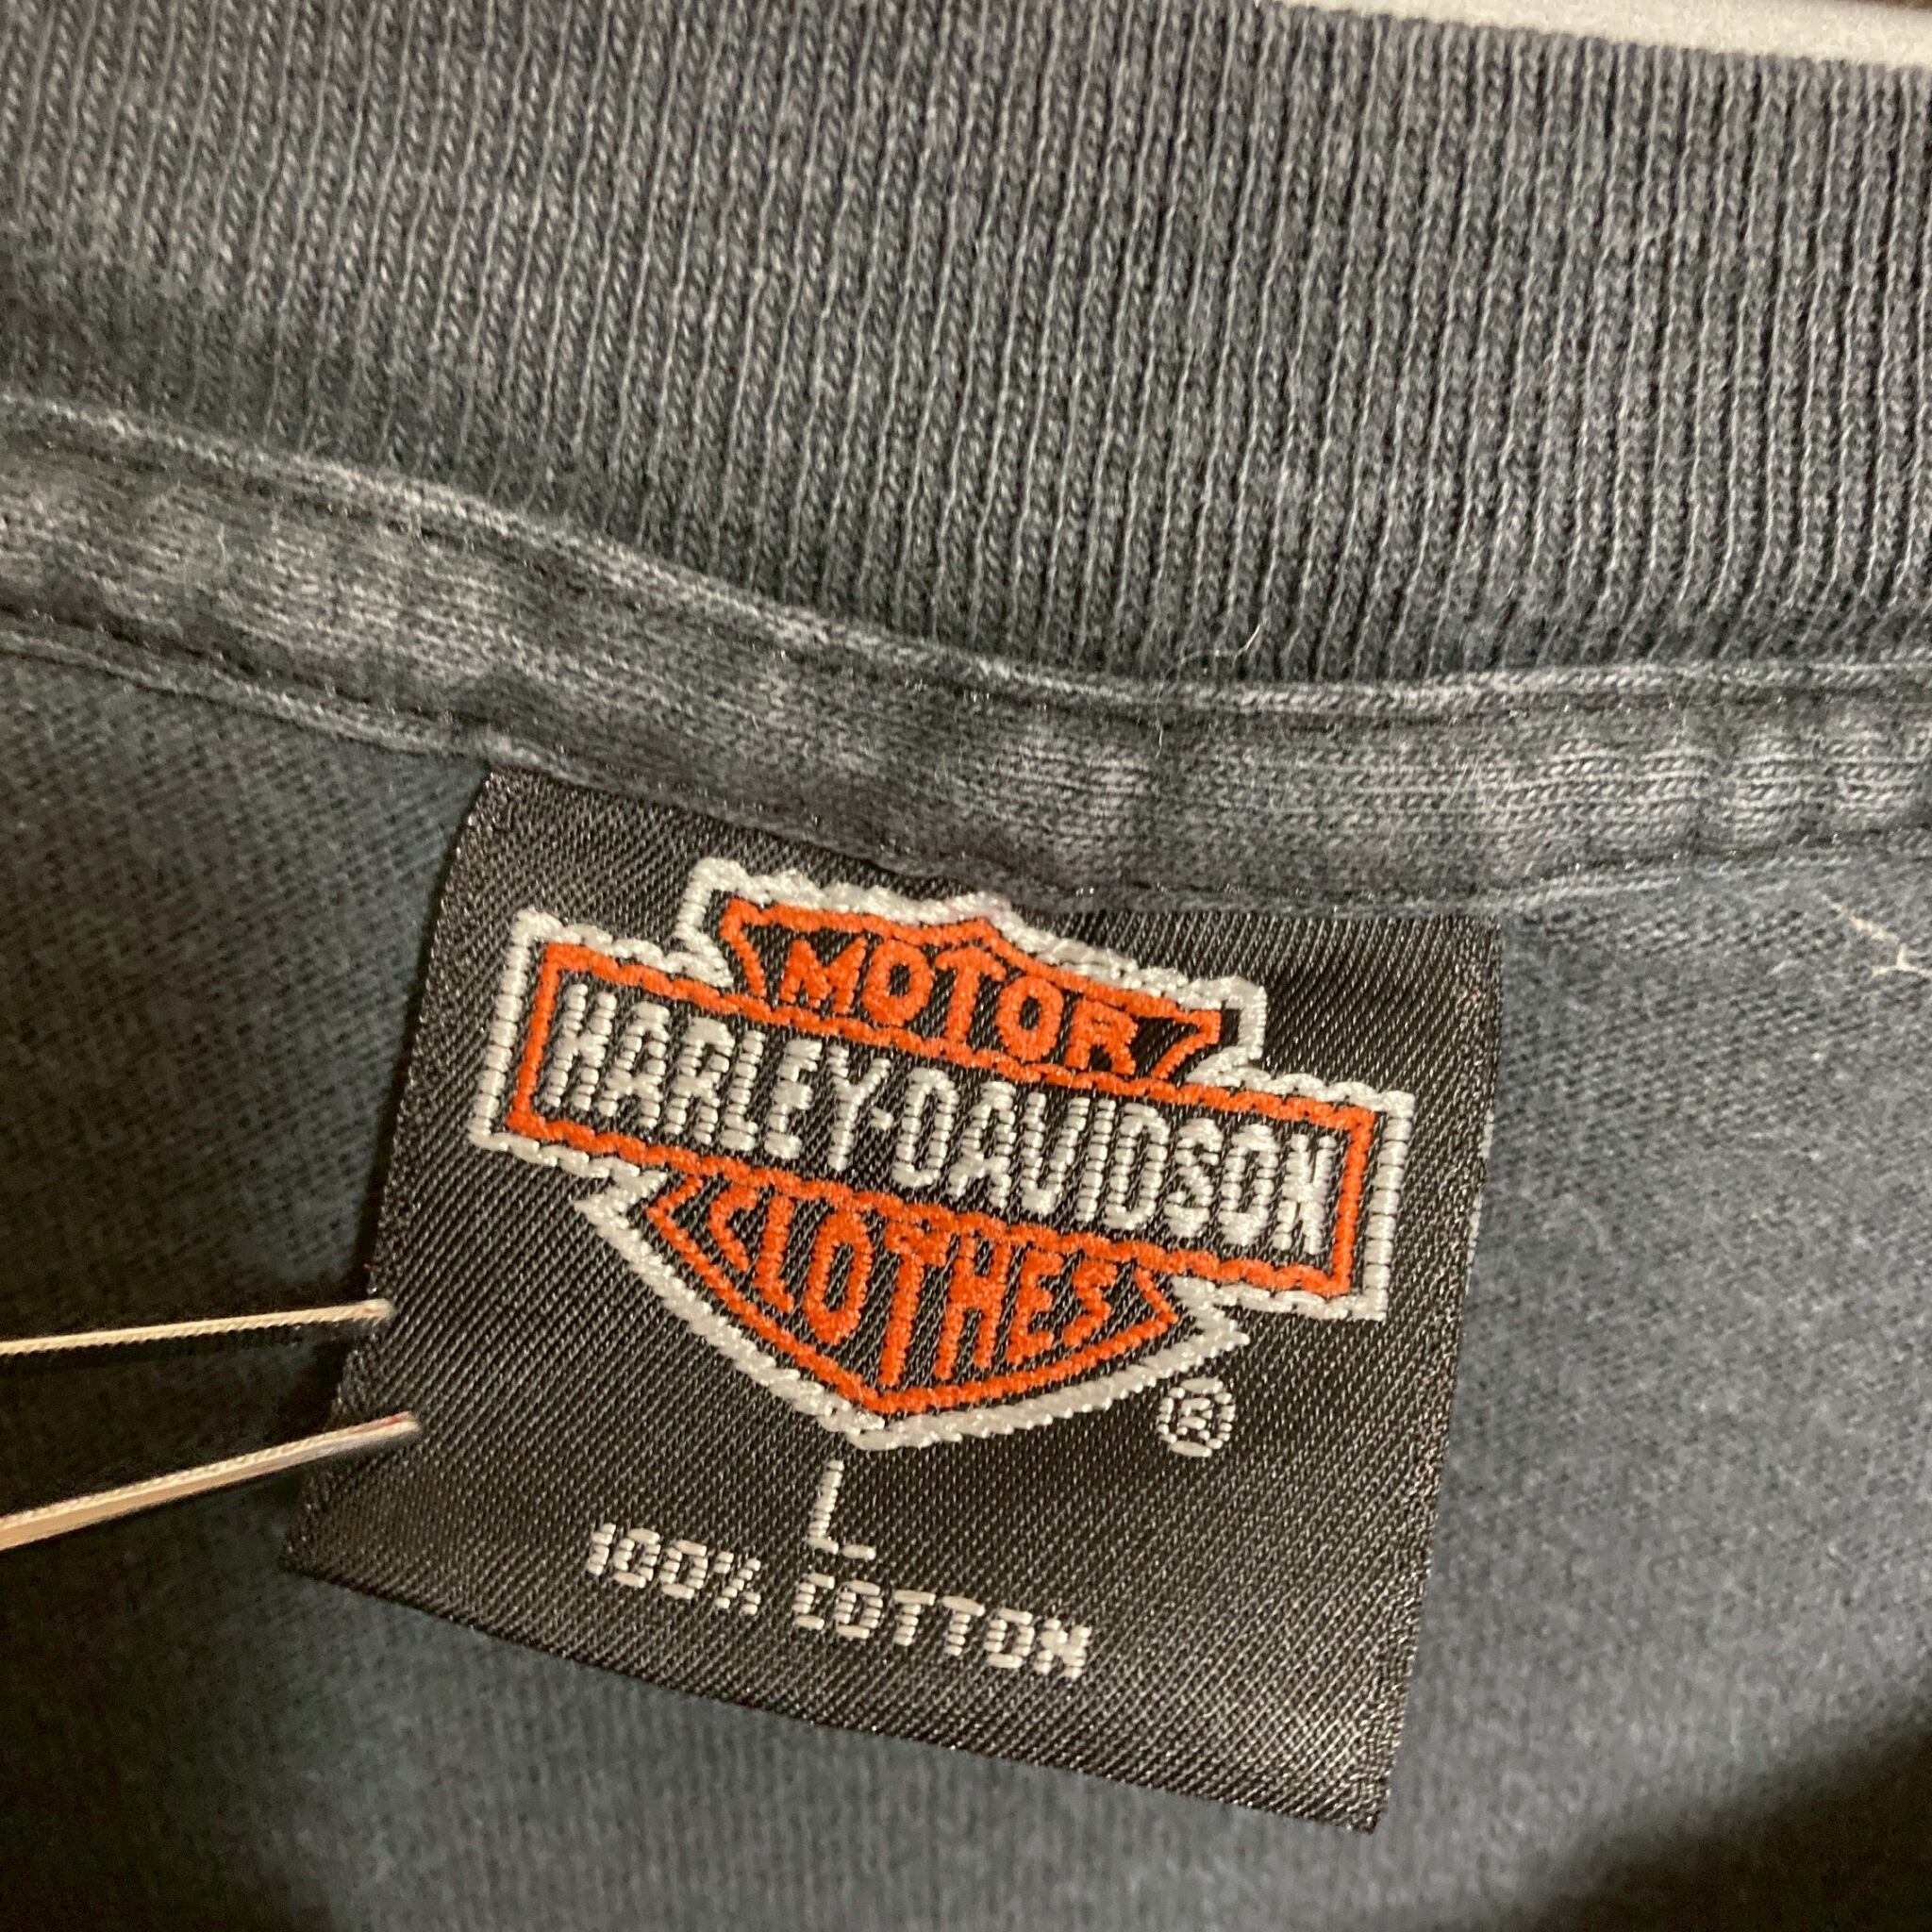 MOTOR
HARLEY-DAVIDSON
CLOTHES
®
L
100% COTTON